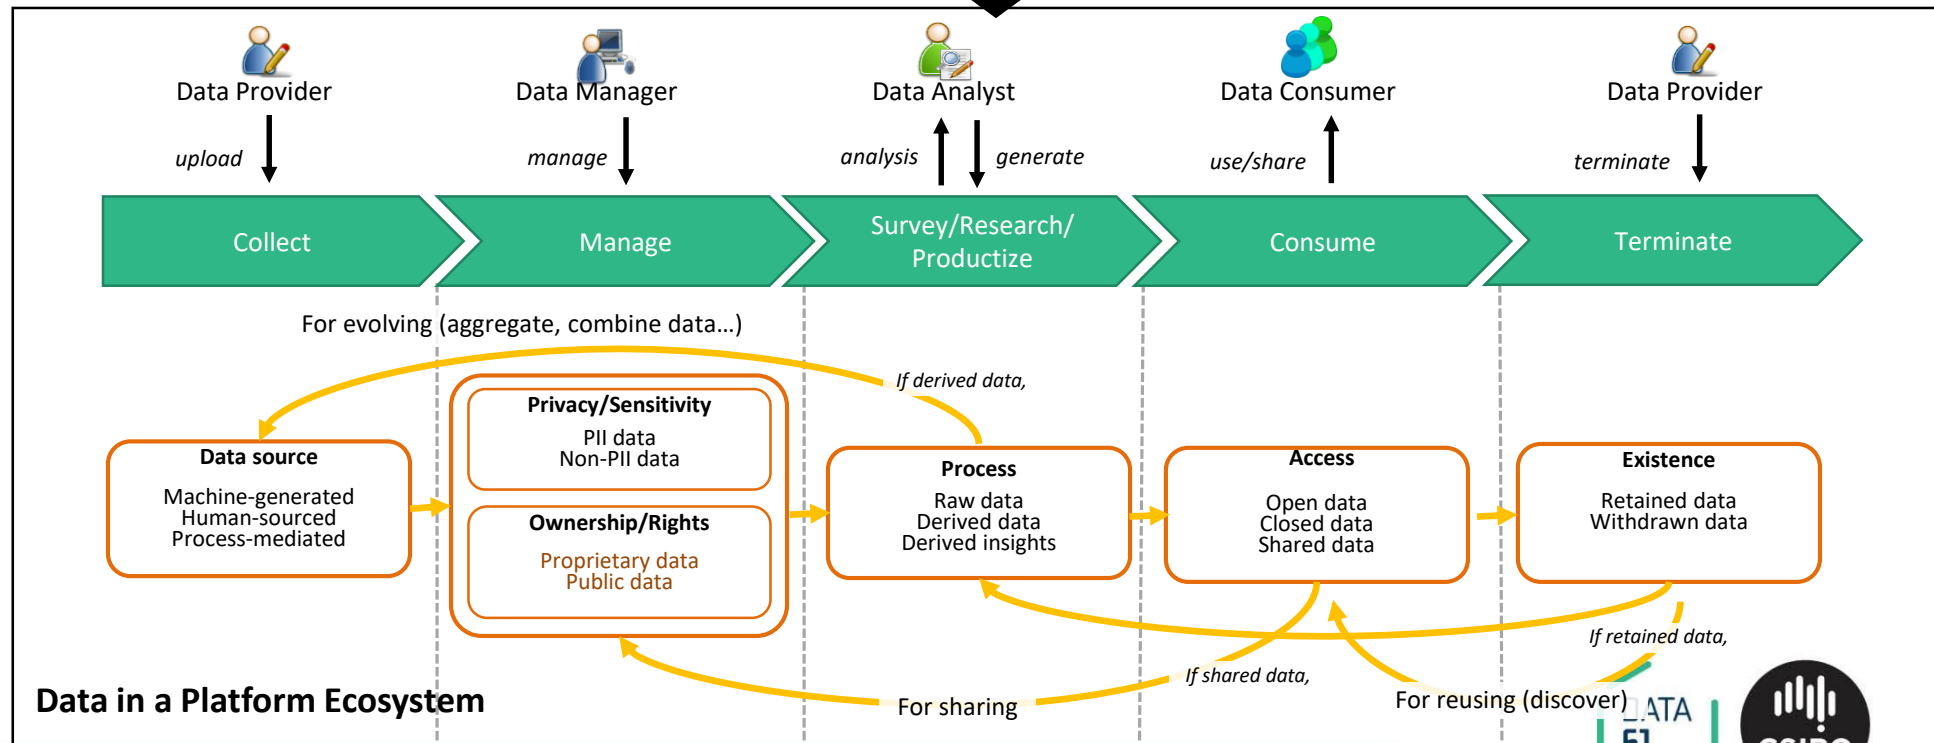 Data Provider
Data Manager
Data Analyst
Data Consumer
Data Provider
upload
manage
analysis
generate
use/share
terminate
Collect
Manage
Survey/Research/
Productize
Consume
Terminate
For evolving (aggregate, combine data...)
If derived data,
Data source
Machine-generated
Human-sourced
Process-mediated
Privacy/Sensitivity
PII data
Non-PII data
Ownership/Rights
Proprietary data
Public data
Process
Raw data
Derived data
Derived insights
Access
Open data
Closed data
Shared data
Existence
Retained data
Withdrawn data
If retained data,
If shared data,
For sharing
For reusing (discover)
Data in a Platform Ecosystem
DATA
61
CSIRO